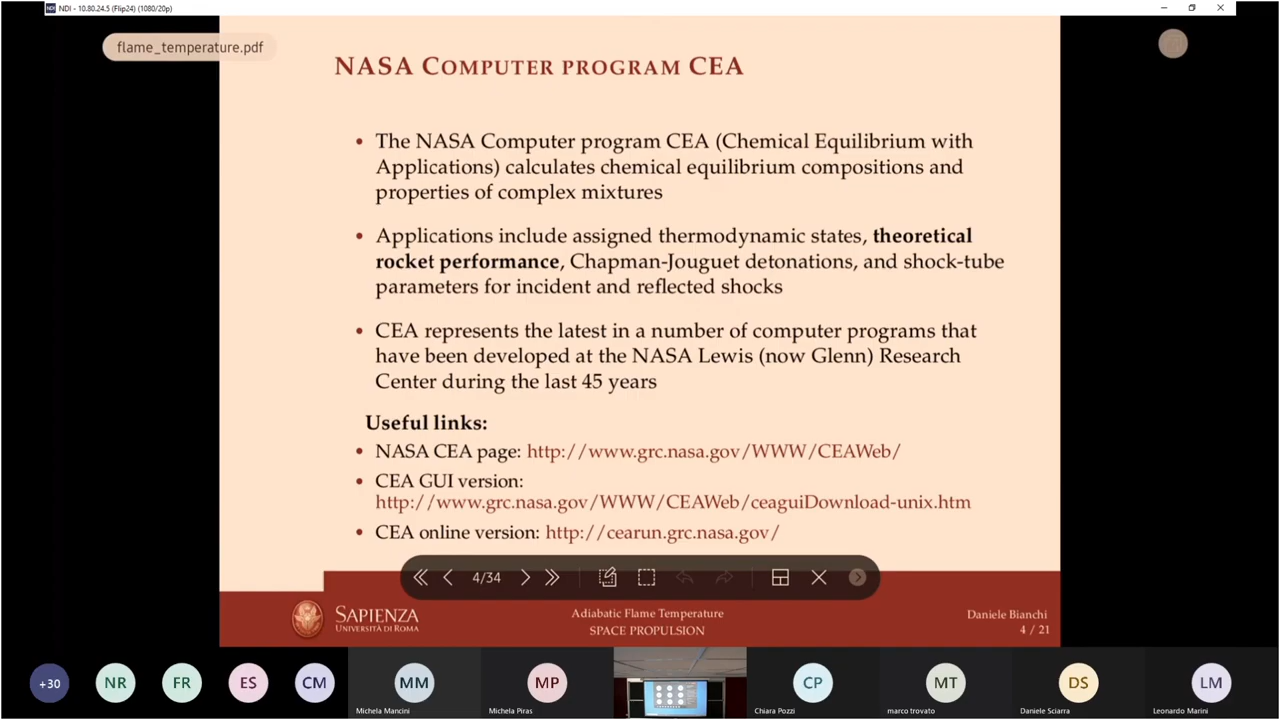 NDI - 10.80.24.5 (Flip24) (1080/20p)
flame_temperature.pdf
NASA COMPUTER PROGRAM CEA
• The NASA Computer program CEA (Chemical Equilibrium with
Applications) calculates chemical equilibrium compositions and
properties of complex mixtures
• Applications include assigned thermodynamic states, theoretical
rocket performance, Chapman-Jouguet detonations, and shock-tube
parameters for incident and reflected shocks
• CEA represents the latest in a number of computer programs that
have been developed at the NASA Lewis (now Glenn) Research
Center during the last 45 years
Useful links:
• NASA CEA page: http://www.grc.nasa.gov/WWW/CEAWeb/
• CEA GUI version:
http://www.grc.nasa.gov/WWW/CEAWeb/ceaguiDownload-unix.htm
• CEA online version: http://cearun.grc.nasa.gov/
4/34
SAPIENZA
UNIVERSITÀ DI ROMA
Adiabatic Flame Temperature
SPACE PROPULSION
Daniele Bianchi
4 / 21
+30
NR
FR
ES
CM
MM
Michela Mancini
MP
Michela Piras
CP
Chiara Pozzi
MT
marco trovato
DS
Daniele Sciarra
LM
Leonardo Marini